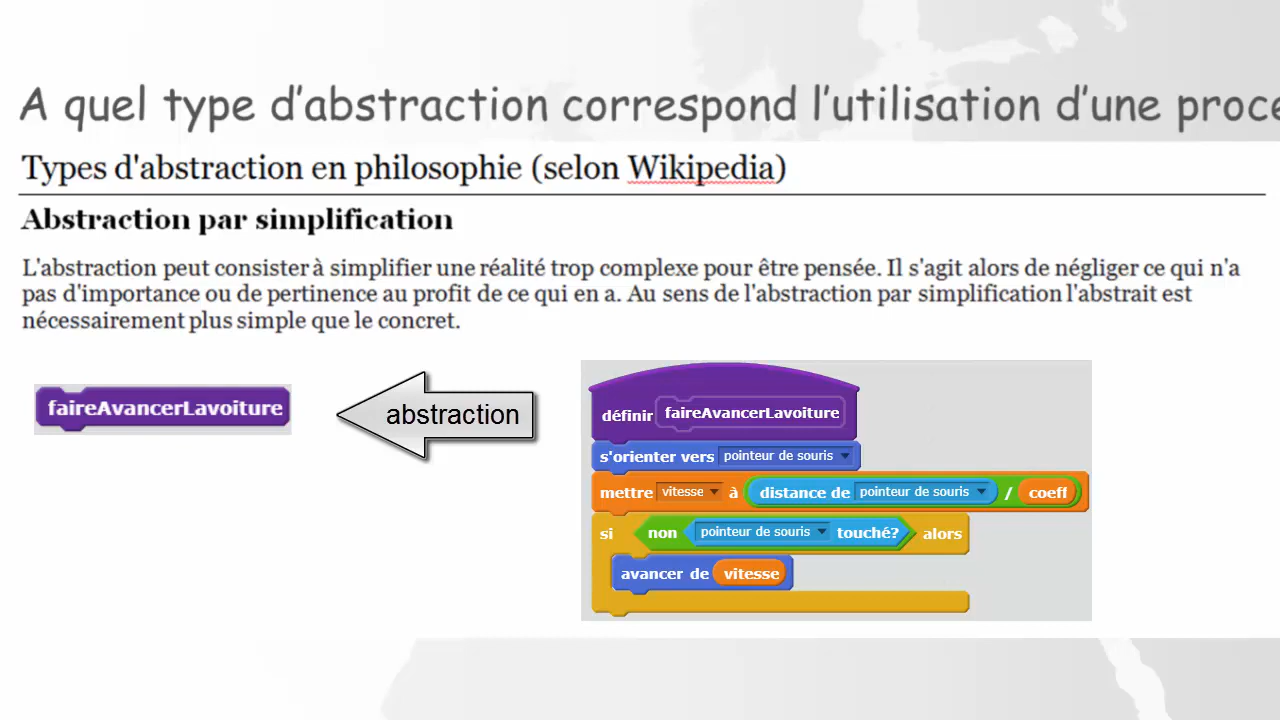 A quel type d'abstraction correspond l'utilisation d'une proce
Types d'abstraction en philosophie (selon Wikipedia)
Abstraction par simplification
L'abstraction peut consister à simplifier une réalité trop complexe pour être pensée. Il s'agit alors de négliger ce qui n'a
pas d'importance ou de pertinence au profit de ce qui en a. Au sens de l'abstraction par simplification l'abstrait est
nécessairement plus simple que le concret.
faireAvancerLavoiture
abstraction
définir faireAvancerLavoiture
s'orienter vers pointeur de souris
mettre vitesse à distance de pointeur de souris / coeff
si non pointeur de souris touché? alors
avancer de vitesse